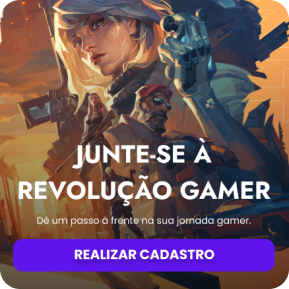 JUNTE-SE À
REVOLUÇÃO GAMER
Dê um passo à frente na sua jornada gamer.
REALIZAR CADASTRO